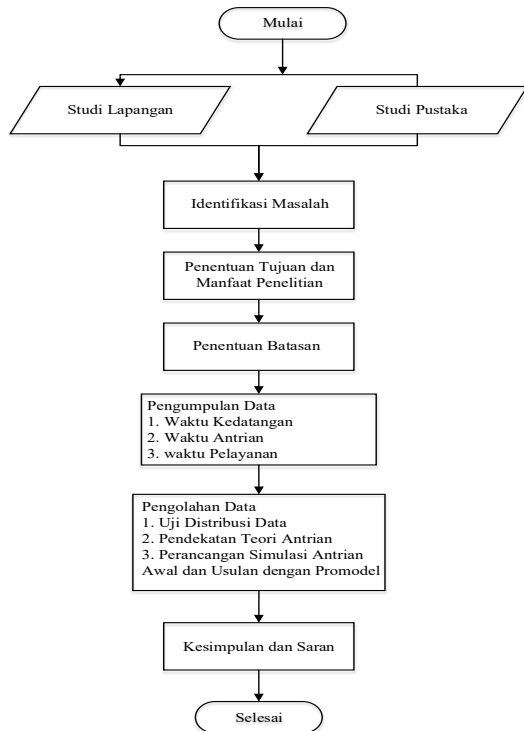 Mulai
Studi Lapangan
Studi Pustaka
Identifikasi Masalah
Penentuan Tujuan dan
Manfaat Penelitian
Penentuan Batasan
Pengumpulan Data
1. Waktu Kedatangan
2. Waktu Antrian
3. waktu Pelayanan
Pengolahan Data
1. Uji Distribusi Data
2. Pendekatan Teori Antrian
3. Perancangan Simulasi Antrian
Awal dan Usulan dengan Promodel
Kesimpulan dan Saran
Selesai